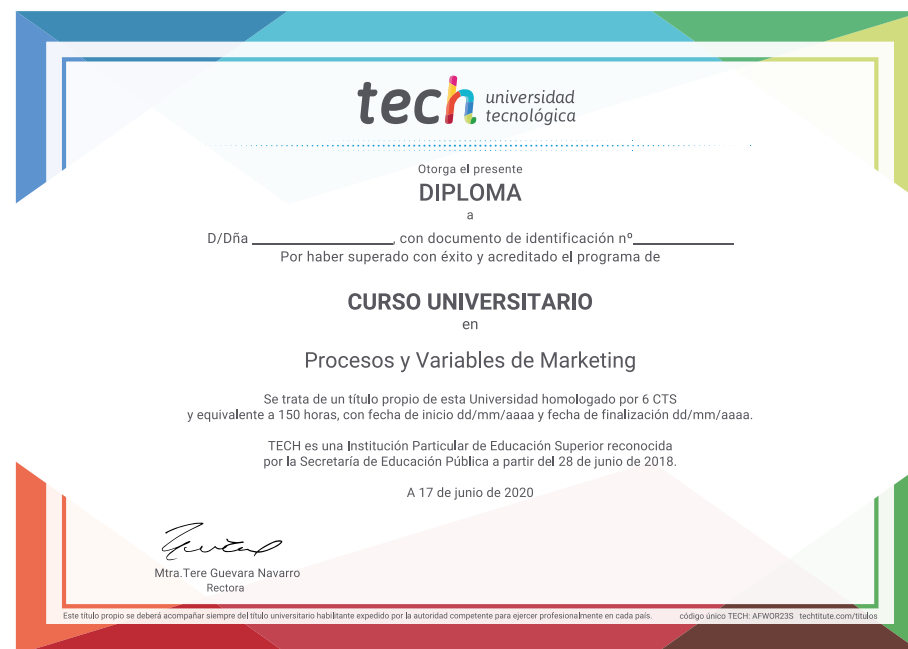 tech universidad
tecnológica
Otorga el presente
DIPLOMA
a
D/Dña ____________________, con documento de identificación nº______________
Por haber superado con éxito y acreditado el programa de
CURSO UNIVERSITARIO
en
Procesos y Variables de Marketing
Se trata de un título propio de esta Universidad homologado por 6 CTS
y equivalente a 150 horas, con fecha de inicio dd/mm/aaaa y fecha de finalización dd/mm/aaaa.
TECH es una Institución Particular de Educación Superior reconocida
por la Secretaría de Educación Pública a partir del 28 de junio de 2018.
A 17 de junio de 2020
Mtra.Tere Guevara Navarro
Rectora
Este título propio se deberá acompañar siempre del título universitario habilitante expedido por la autoridad competente para ejercer profesionalmente en cada país. código único TECH: AFWOR23S techtitute.com/titulos